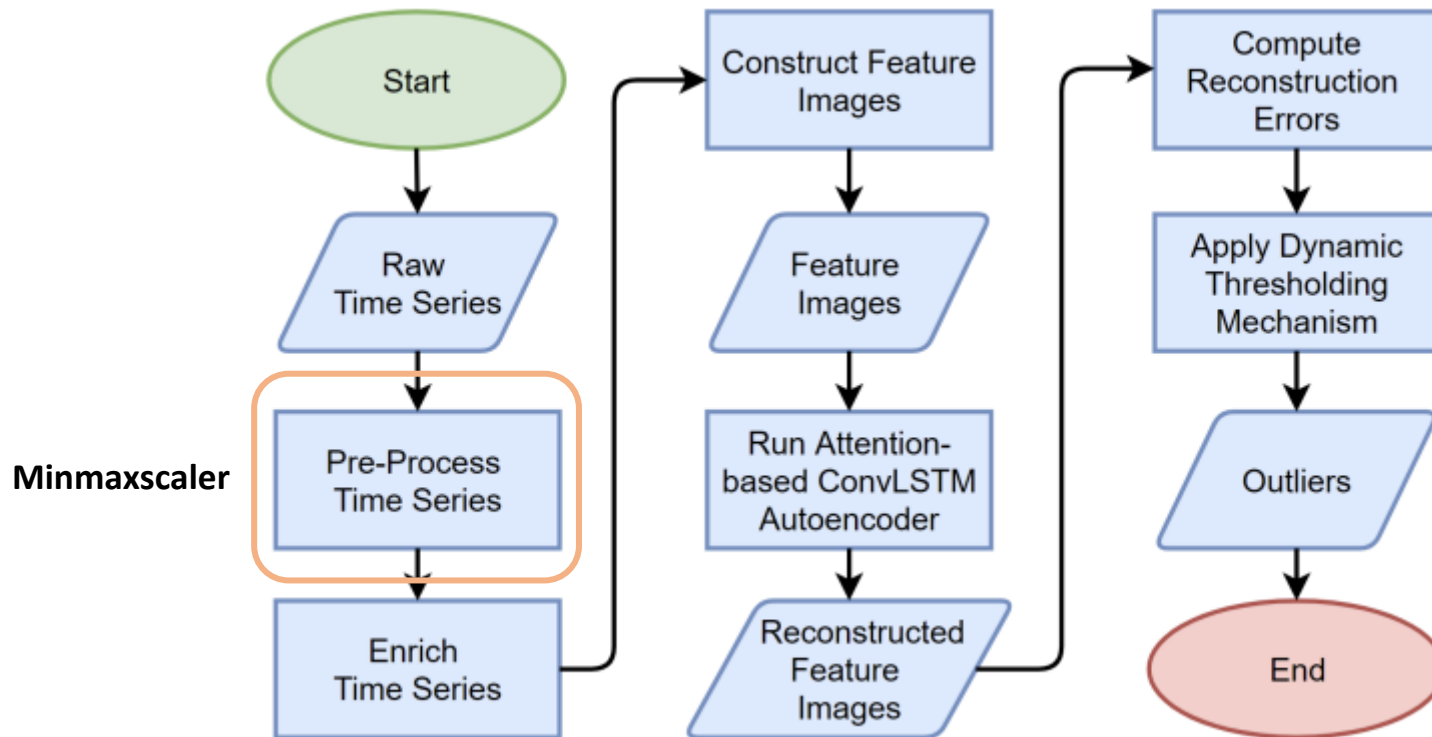 Start
Raw
Time Series
Minmaxscaler
Pre-Process
Time Series
Enrich
Time Series
Construct Feature
Images
Feature
Images
Run Attention-
based ConvLSTM
Autoencoder
Reconstructed
Feature
Images
Compute
Reconstruction
Errors
Apply Dynamic
Thresholding
Mechanism
Outliers
End